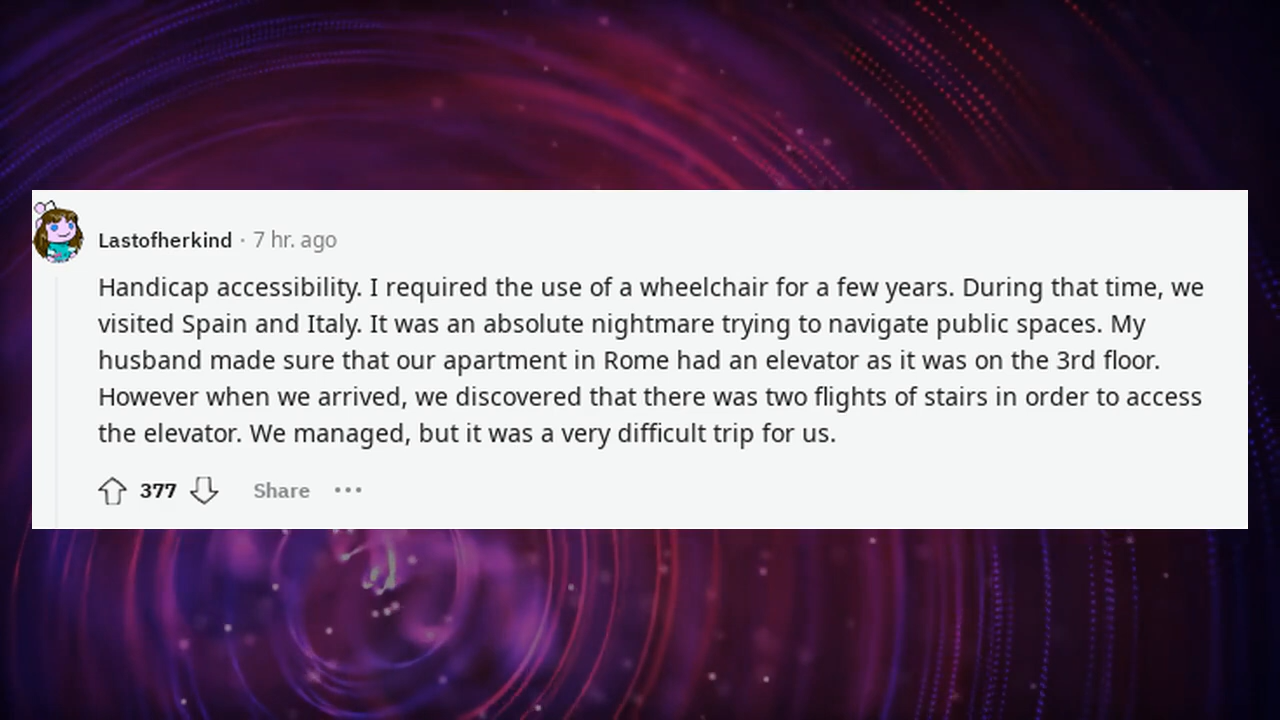 Lastofherkind · 7 hr. ago
Handicap accessibility. I required the use of a wheelchair for a few years. During that time, we
visited Spain and Italy. It was an absolute nightmare trying to navigate public spaces. My
husband made sure that our apartment in Rome had an elevator as it was on the 3rd floor.
However when we arrived, we discovered that there was two flights of stairs in order to access
the elevator. We managed, but it was a very difficult trip for us.
377 Share